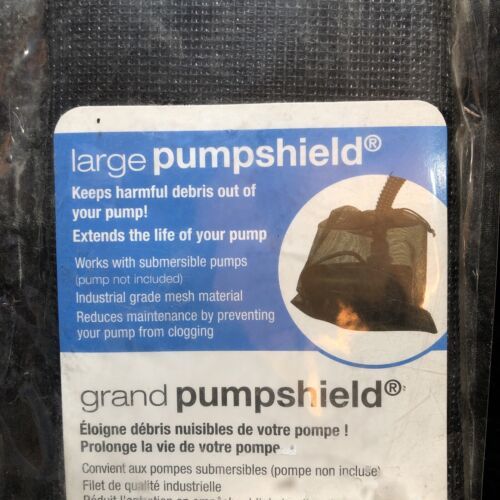 large pumpshield®
Keeps harmful debris out of
your pump!
Extends the life of your pump
Works with submersible pumps
(pump not included)
Industrial grade mesh material
Reduces maintenance by preventing
your pump from clogging
grand pumpshield®
Éloigne débris nuisibles de votre pompe !
Prolonge la vie de votre pompe
Convient aux pompes submersibles (pompe non incluse)
Filet de qualité industrielle
Réduit l'entretien en